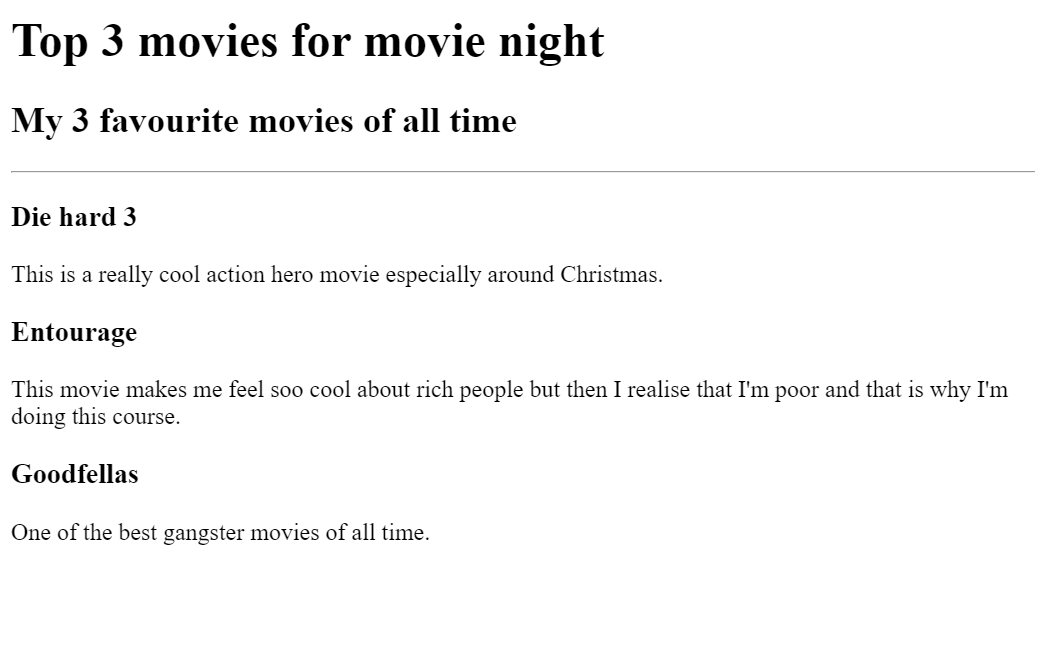 Top 3 movies for movie night
My 3 favourite movies of all time
Die hard 3
This is a really cool action hero movie especially around Christmas.
Entourage
This movie makes me feel soo cool about rich people but then I realise that I'm poor and that is why I'm
doing this course.
Goodfellas
One of the best gangster movies of all time.